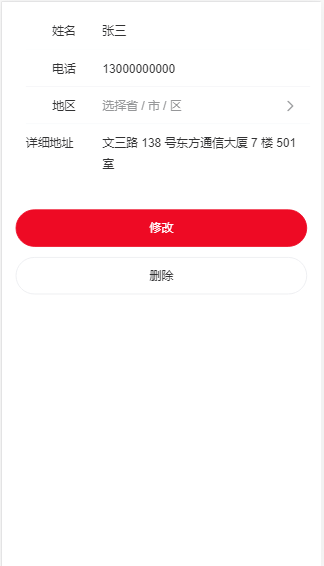 姓名 张三
电话 13000000000
地区 选择省 / 市 / 区
详细地址 文三路 138 号东方通信大厦 7 楼 501
室
修改
删除